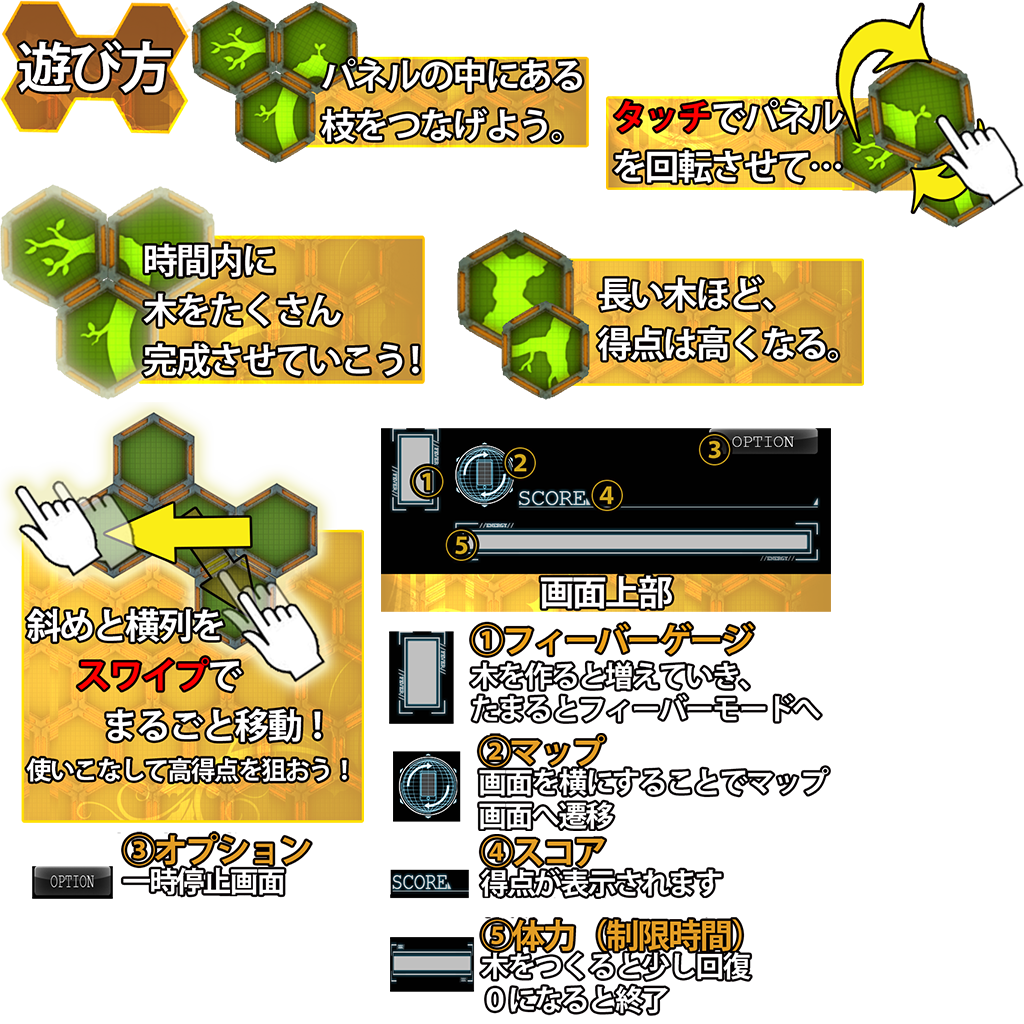 遊び方
パネルの中にある
枝をつなげよう。
タッチでパネル
を回転させて…
時間内に
木をたくさん
完成させていこう！
長い木ほど、
得点は高くなる。
斜めと横列を
スワイプで
まるごと移動！
使いこなして高得点を狙おう！
① ② ③ OPTION
SCORE ④
//ENERGY//
⑤
//ENERGY//
画面上部
①フィーバーゲージ
木を作ると増えていき、
たまるとフィーバーモードへ
②マップ
画面を横にすることでマップ
画面へ遷移
③オプション
OPTION 一時停止画面
④スコア
SCORE 得点が表示されます
⑤体力（制限時間）
木をつくると少し回復
０になると終了